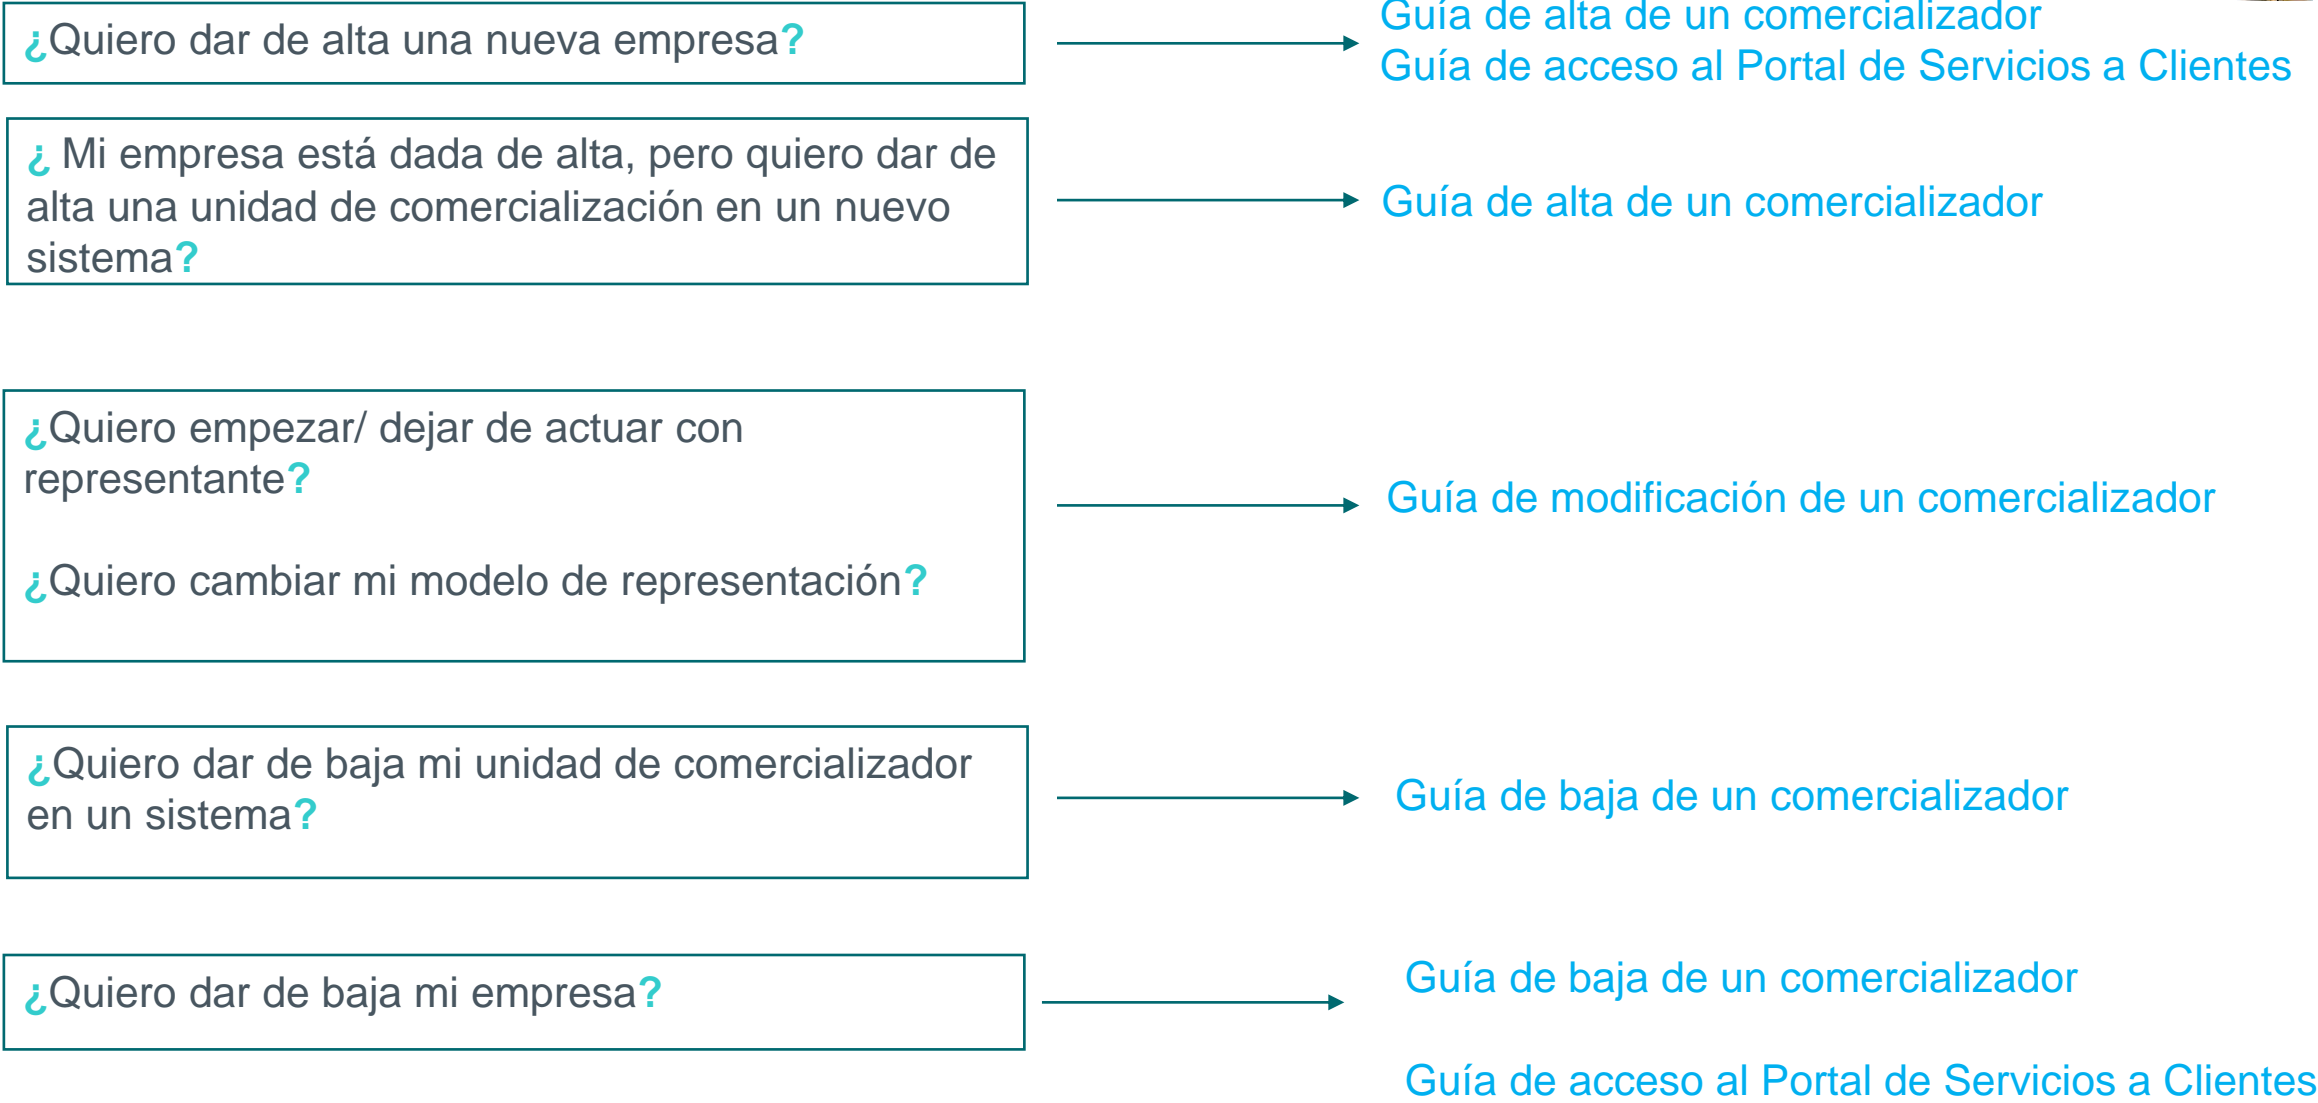 ¿Quiero dar de alta una nueva empresa?
Guía de alta de un comercializador
Guía de acceso al Portal de Servicios a Clientes
¿ Mi empresa está dada de alta, pero quiero dar de
alta una unidad de comercialización en un nuevo
sistema?
Guía de alta de un comercializador
¿Quiero empezar/ dejar de actuar con
representante?
¿Quiero cambiar mi modelo de representación?
Guía de modificación de un comercializador
¿Quiero dar de baja mi unidad de comercializador
en un sistema?
Guía de baja de un comercializador
¿Quiero dar de baja mi empresa?
Guía de baja de un comercializador
Guía de acceso al Portal de Servicios a Clientes